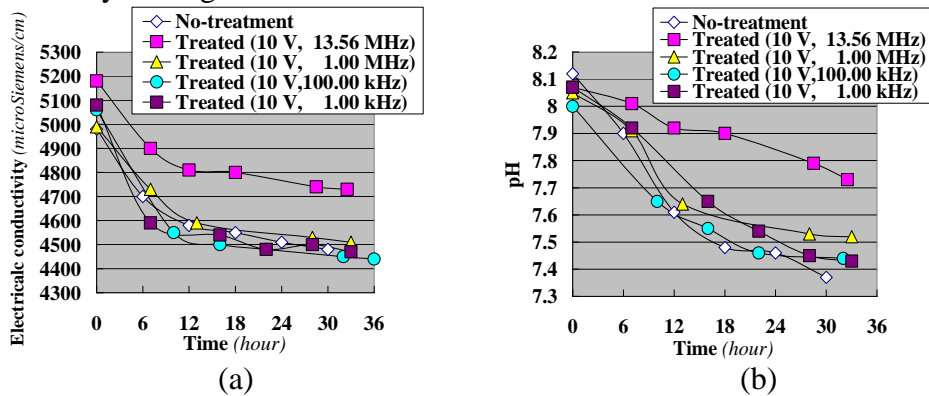 No-treatment
Treated (10 V, 13.56 MHz)
Treated (10 V, 1.00 MHz)
Treated (10 V,100.00 kHz)
Treated (10 V, 1.00 kHz)
5300
5200
5100
5000
4900
4800
4700
4600
4500
4400
4300
Electricalc conductivity (microSiemens/cm)
0 6 12 18 24 30 36
Time (hour)
(a)
No-treatment
Treated (10 V, 13.56 MHz)
Treated (10 V, 1.00 MHz)
Treated (10 V,100.00 kHz)
Treated (10 V, 1.00 kHz)
8.2
8.1
8
7.9
7.8
7.7
7.6
7.5
7.4
7.3
pH
0 6 12 18 24 30 36
Time (hour)
(b)